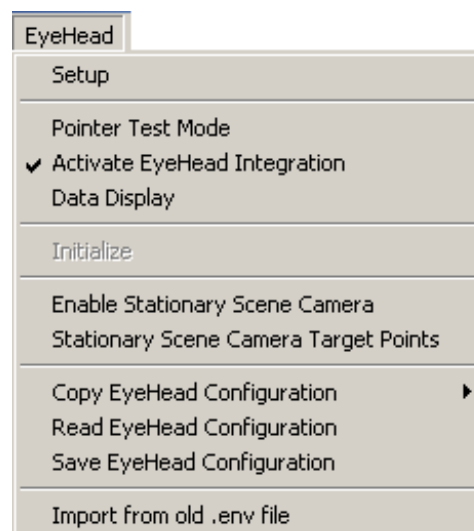 EyeHead
Setup
Pointer Test Mode
Activate EyeHead Integration
Data Display
Initialize
Enable Stationary Scene Camera
Stationary Scene Camera Target Points
Copy EyeHead Configuration
Read EyeHead Configuration
Save EyeHead Configuration
Import from old .env file